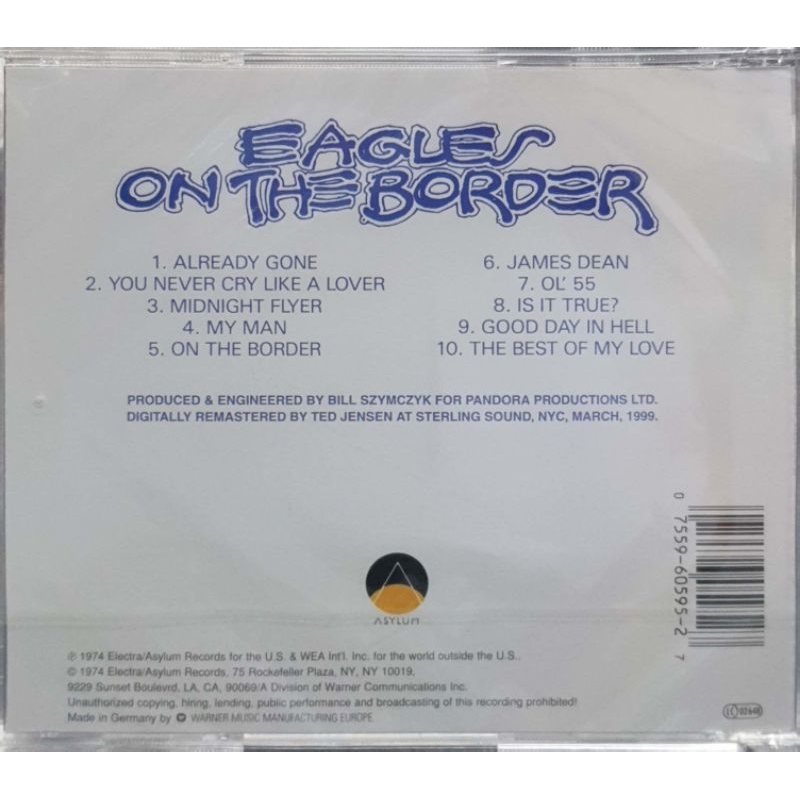 EAGLES
ON THE BORDER
1. ALREADY GONE
2. YOU NEVER CRY LIKE A LOVER
3. MIDNIGHT FLYER
4. MY MAN
5. ON THE BORDER
6. JAMES DEAN
7. OL' 55
8. IS IT TRUE?
9. GOOD DAY IN HELL
10. THE BEST OF MY LOVE
PRODUCED & ENGINEERED BY BILL SZYMCZYK FOR PANDORA PRODUCTIONS LTD.
DIGITALLY REMASTERED BY TED JENSEN AT STERLING SOUND, NYC, MARCH, 1999.
0 7559-60595-2 7
ASYLUM
℗ 1974 Electra/Asylum Records for the U.S. & WEA Int'l. Inc. for the world outside the U.S..
© 1974 Electra/Asylum Records, 75 Rockefeller Plaza, NY, NY 10019,
9229 Sunset Boulevrd, LA, CA, 90069/A Division of Warner Communications Inc.
Unauthorized copying, hiring, lending, public performance and broadcasting of this recording prohibited!
Made in Germany by WARNER MUSIC MANUFACTURING EUROPE.
LC 02648